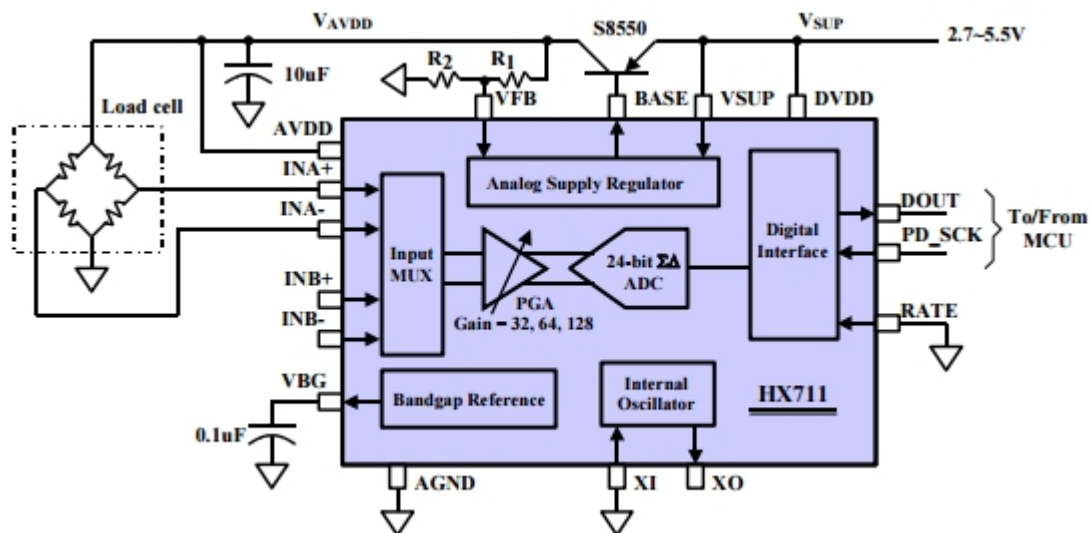 VAVDD
S8550
VSUP
2.7~5.5V
R2
R1
10uF
VFB
BASE
VSUP
DVDD
Load cell
AVDD
INA+
INA-
INB+
INB-
VBG
0.1uF
Analog Supply Regulator
Input
MUX
PGA
Gain = 32, 64, 128
24-bit ΣΔ
ADC
Digital
Interface
DOUT
PD_SCK
To/From
MCU
RATE
Bandgap Reference
Internal
Oscillator
HX711
AGND
XI
XO